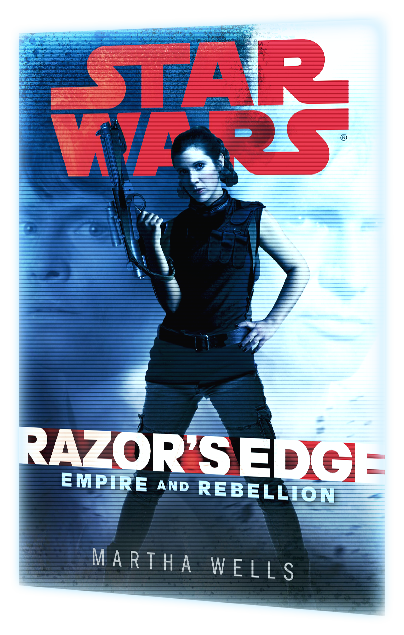 STAR
WARS®
RAZOR'S EDGE
EMPIRE AND REBELLION
MARTHA WELLS